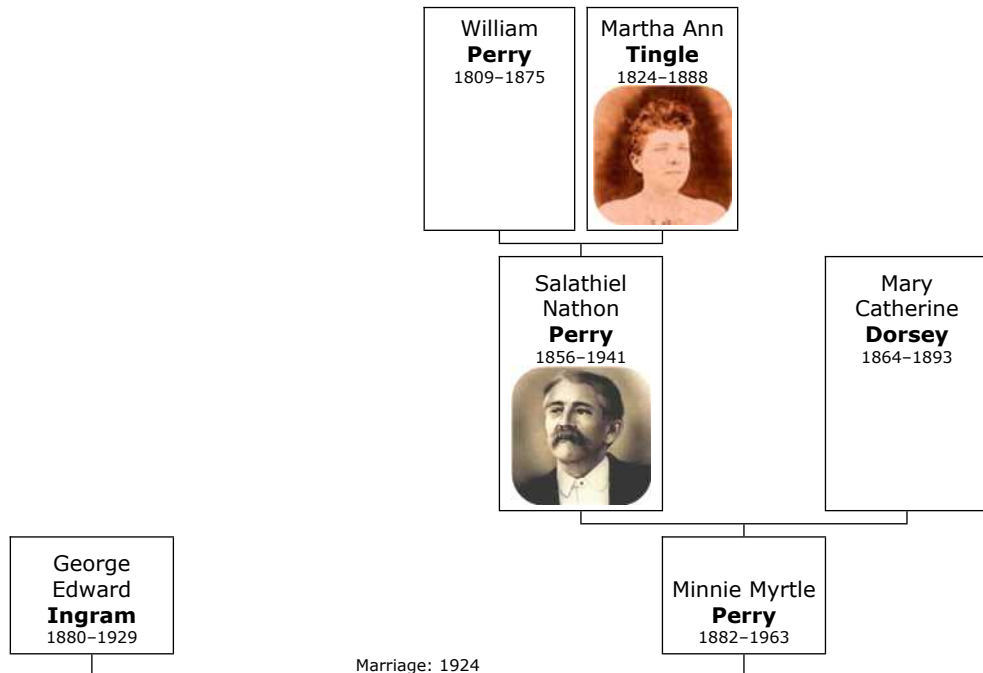 William
Perry
1809–1875
Martha Ann
Tingle
1824–1888
Salathiel
Nathon
Perry
1856–1941
Mary
Catherine
Dorsey
1864–1893
George
Edward
Ingram
1880–1929
Minnie Myrtle
Perry
1882–1963
Marriage: 1924